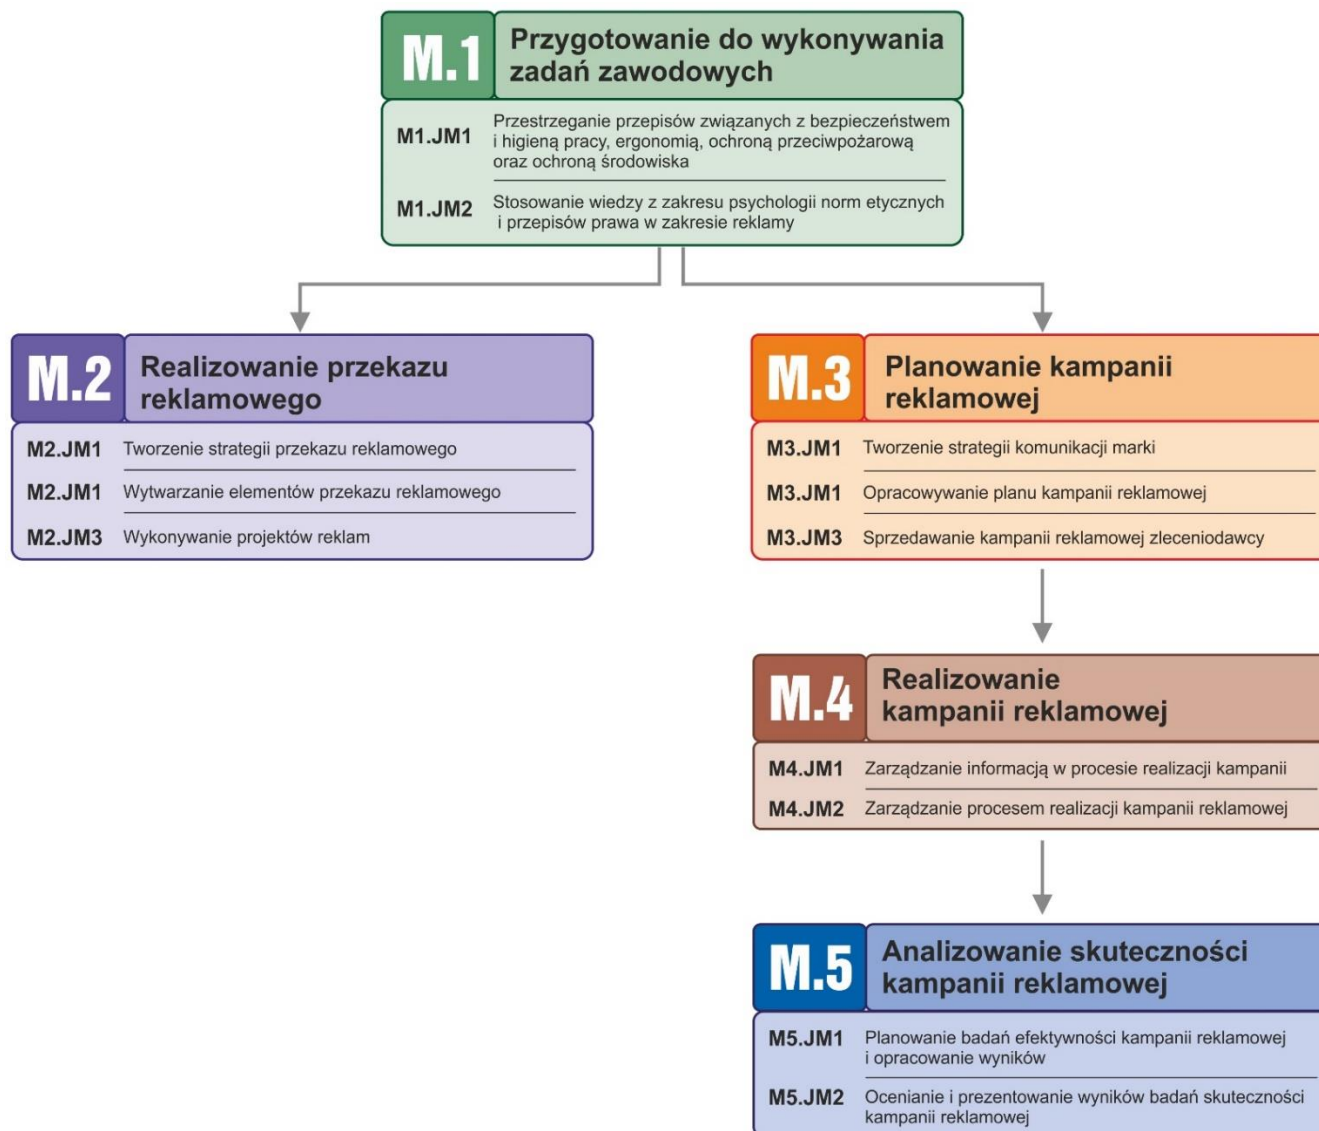 M.1
Przygotowanie do wykonywania
zadań zawodowych
M1.JM1
Przestrzeganie przepisów związanych z bezpieczeństwem
i higieną pracy, ergonomią, ochroną przeciwpożarową
oraz ochroną środowiska
M1.JM2
Stosowanie wiedzy z zakresu psychologii norm etycznych
i przepisów prawa w zakresie reklamy
M.2
Realizowanie przekazu
reklamowego
M2.JM1 Tworzenie strategii przekazu reklamowego
M2.JM1 Wytwarzanie elementów przekazu reklamowego
M2.JM3 Wykonywanie projektów reklam
M.3
Planowanie kampanii
reklamowej
M3.JM1 Tworzenie strategii komunikacji marki
M3.JM1 Opracowywanie planu kampanii reklamowej
M3.JM3 Sprzedawanie kampanii reklamowej zleceniodawcy
M.4
Realizowanie
kampanii reklamowej
M4.JM1 Zarządzanie informacją w procesie realizacji kampanii
M4.JM2 Zarządzanie procesem realizacji kampanii reklamowej
M.5
Analizowanie skuteczności
kampanii reklamowej
M5.JM1 Planowanie badań efektywności kampanii reklamowej
i opracowanie wyników
M5.JM2 Ocenianie i prezentowanie wyników badań skuteczności
kampanii reklamowej